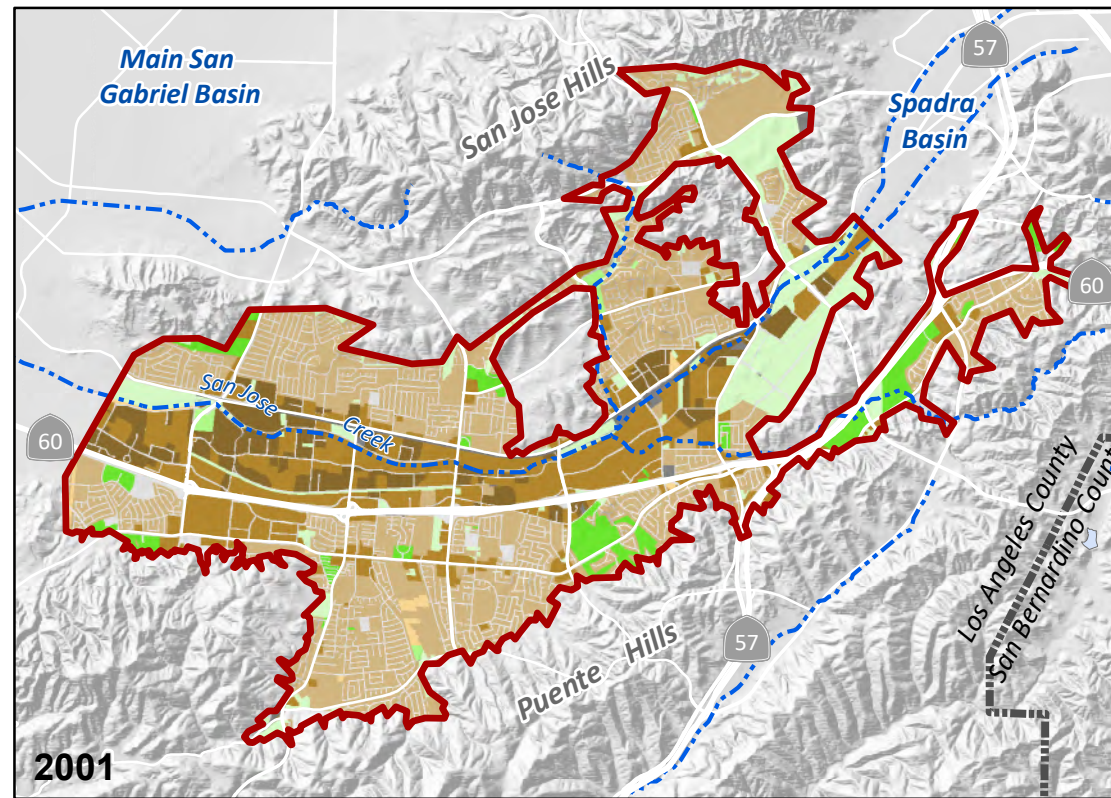 Main San
Gabriel Basin
San Jose Hills
57
Spadra
Basin
60
San Jose
Creek
60
Los Angeles County
San Bernardino County
Puente Hills
57
2001